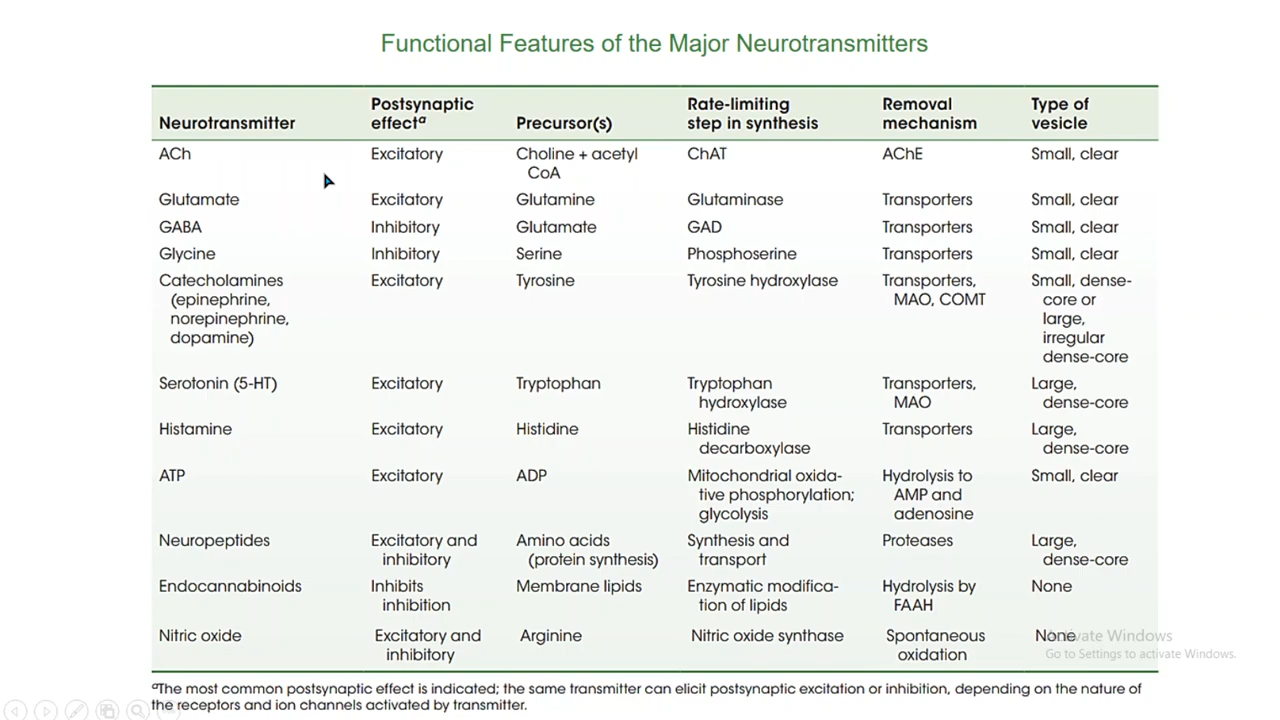 Functional Features of the Major Neurotransmitters
Neurotransmitter Postsynaptic effectᵃ Precursor(s) Rate-limiting step in synthesis Removal mechanism Type of vesicle
ACh Excitatory Choline + acetyl CoA ChAT AChE Small, clear
Glutamate Excitatory Glutamine Glutaminase Transporters Small, clear
GABA Inhibitory Glutamate GAD Transporters Small, clear
Glycine Inhibitory Serine Phosphoserine Transporters Small, clear
Catecholamines (epinephrine, norepinephrine, dopamine) Excitatory Tyrosine Tyrosine hydroxylase Transporters, MAO, COMT Small, dense-core or large, irregular dense-core
Serotonin (5-HT) Excitatory Tryptophan Tryptophan hydroxylase Transporters, MAO Large, dense-core
Histamine Excitatory Histidine Histidine decarboxylase Transporters Large, dense-core
ATP Excitatory ADP Mitochondrial oxida-tive phosphorylation; glycolysis Hydrolysis to AMP and adenosine Small, clear
Neuropeptides Excitatory and inhibitory Amino acids (protein synthesis) Synthesis and transport Proteases Large, dense-core
Endocannabinoids Inhibits inhibition Membrane lipids Enzymatic modifica-tion of lipids Hydrolysis by FAAH None
Nitric oxide Excitatory and inhibitory Arginine Nitric oxide synthase Spontaneous oxidation None
Activate Windows
Go to Settings to activate Windows.
ᵃThe most common postsynaptic effect is indicated; the same transmitter can elicit postsynaptic excitation or inhibition, depending on the nature of
the receptors and ion channels activated by transmitter.